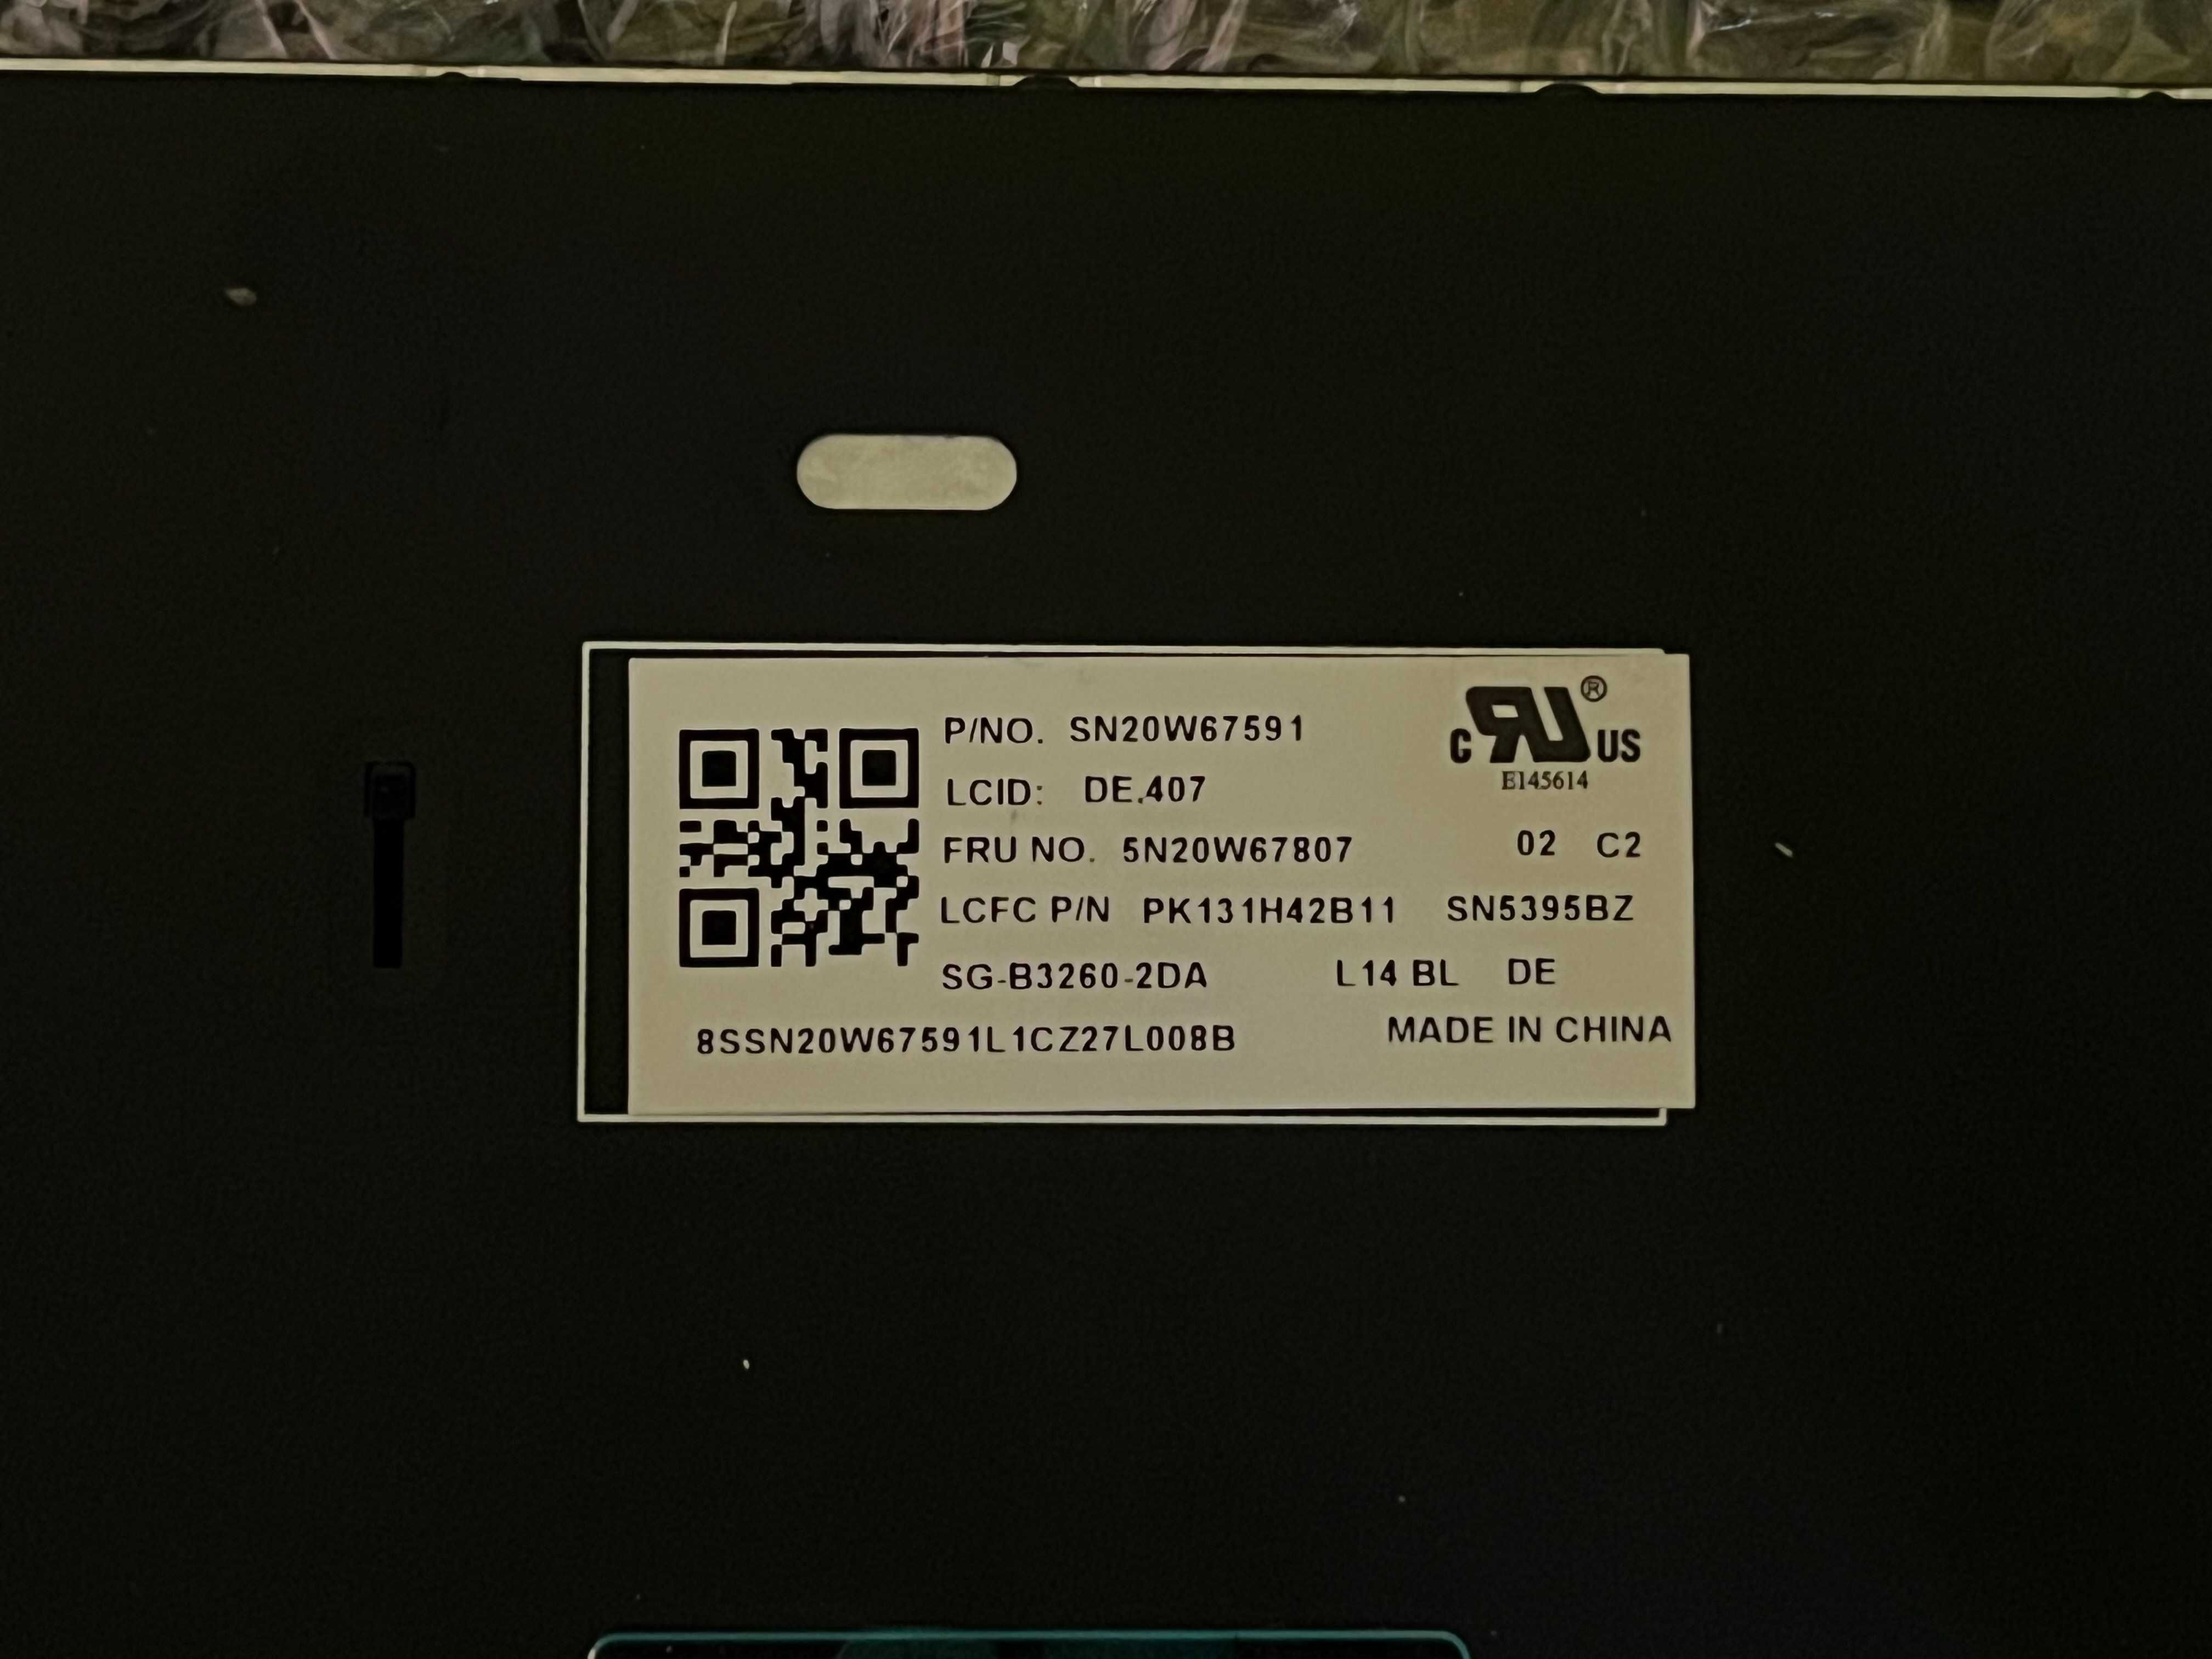 P/NO. SN20W67591
LCID: DE.407
FRU NO. 5N20W67807
LCFC P/N PK131H42B11 SN5395BZ
SG-B3260-2DA L14 BL DE
8SSN20W67591L1CZ27L008B
MADE IN CHINA
c RU ® US
E145614
02 C2